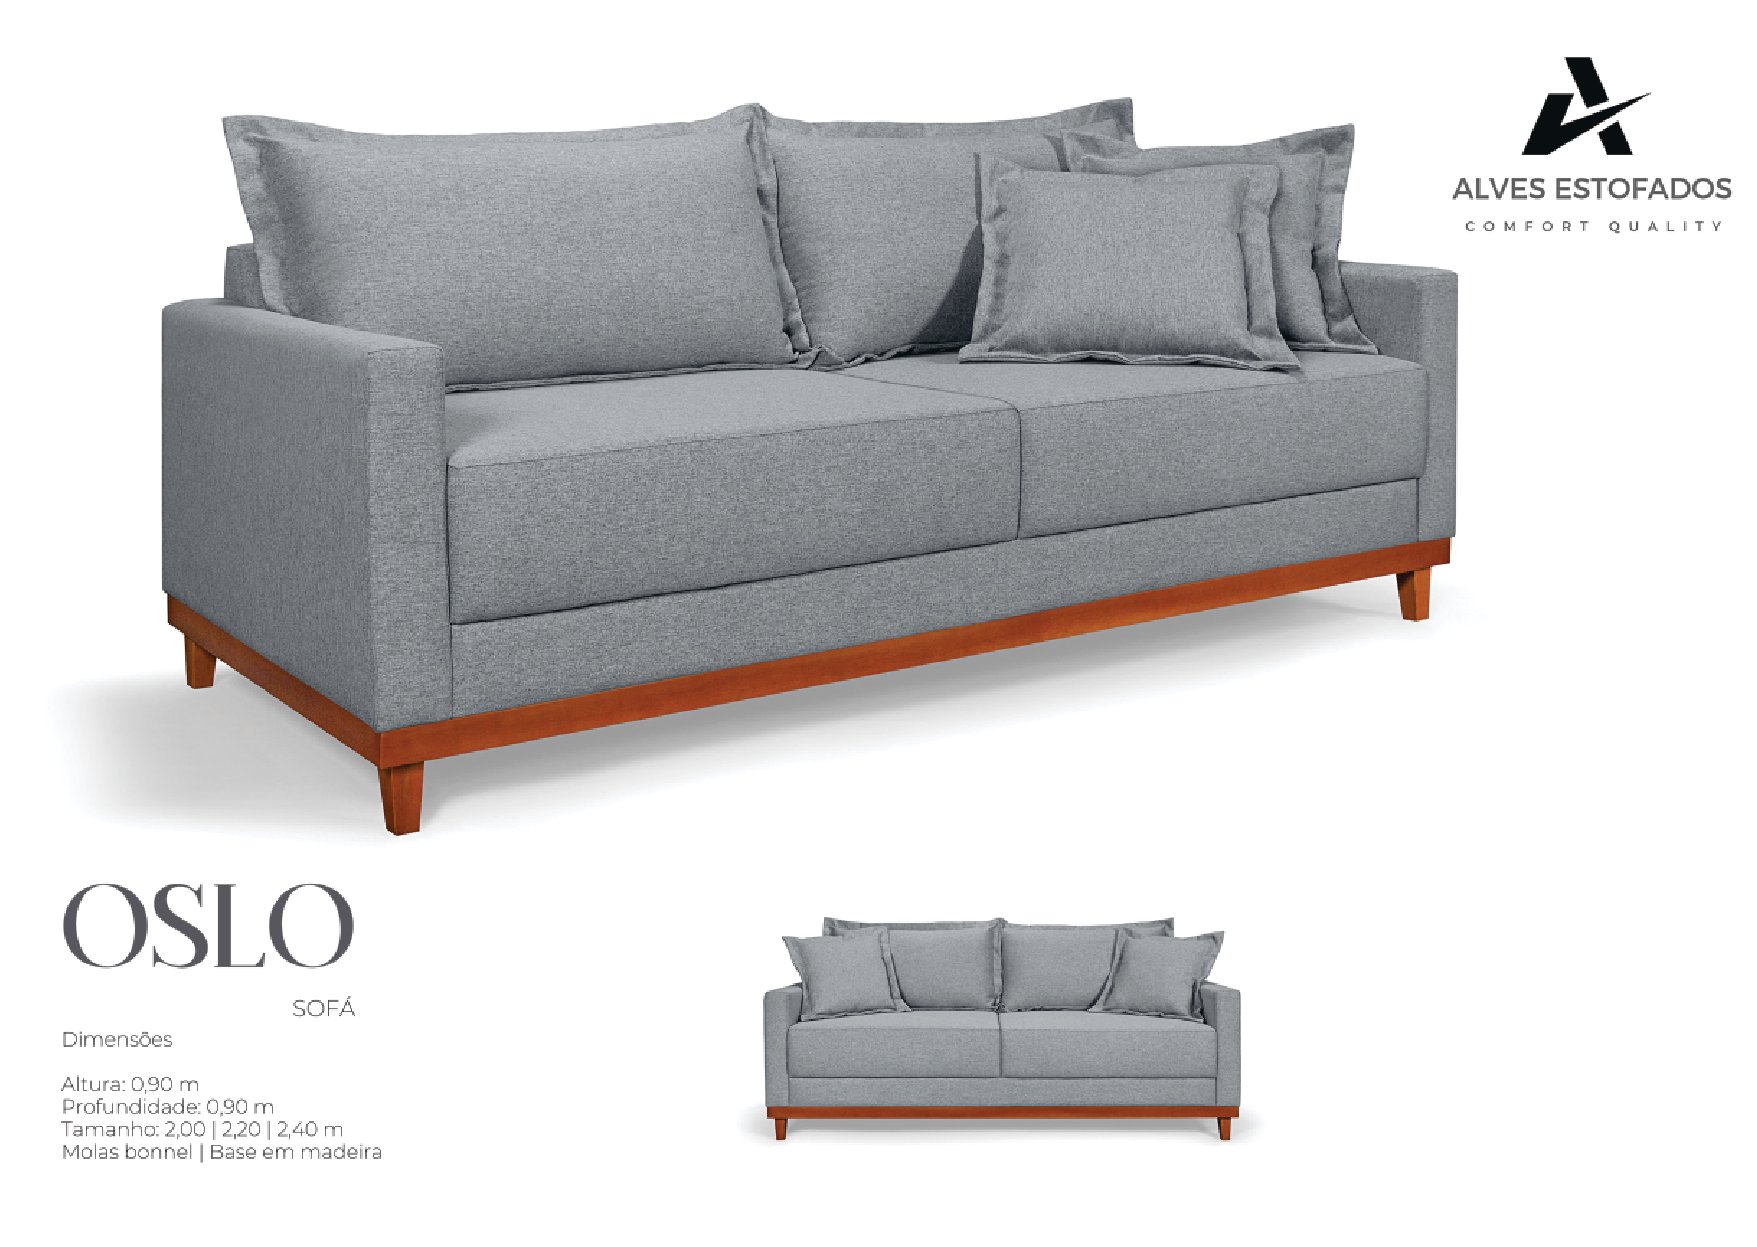 ALVES ESTOFADOS
COMFORT QUALITY
OSLO
SOFÁ
Dimensões
Altura: 0,90 m
Profundidade: 0,90 m
Tamanho: 2,00 | 2,20 | 2,40 m
Molas bonnel | Base em madeira